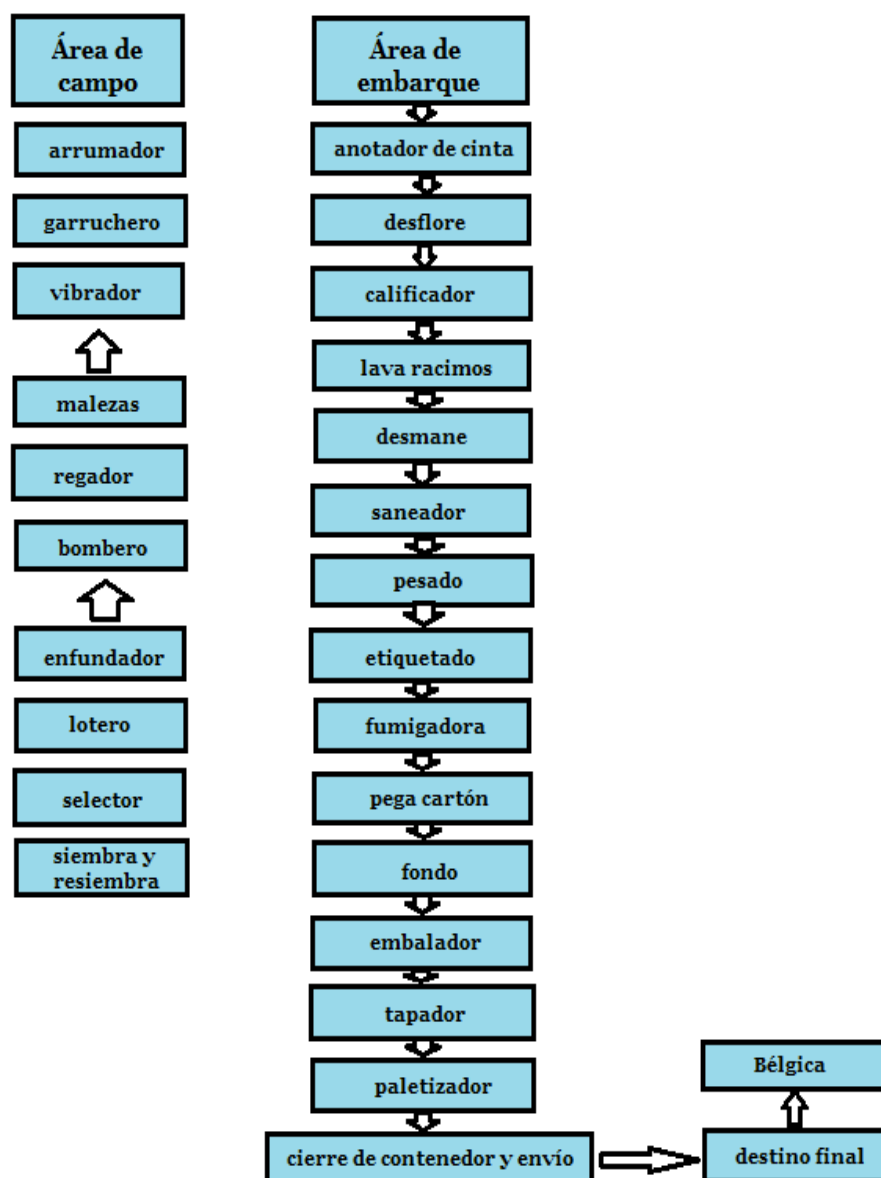 Área de
campo
arrumador
garruchero
vibrador
malezas
regador
bombero
enfundador
lotero
selector
siembra y
resiembra
Área de
embarque
anotador de cinta
desflore
calificador
lava racimos
desmane
saneador
pesado
etiquetado
fumigadora
pega cartón
fondo
embalador
tapador
paletizador
cierre de contenedor y envío
destino final
Bélgica